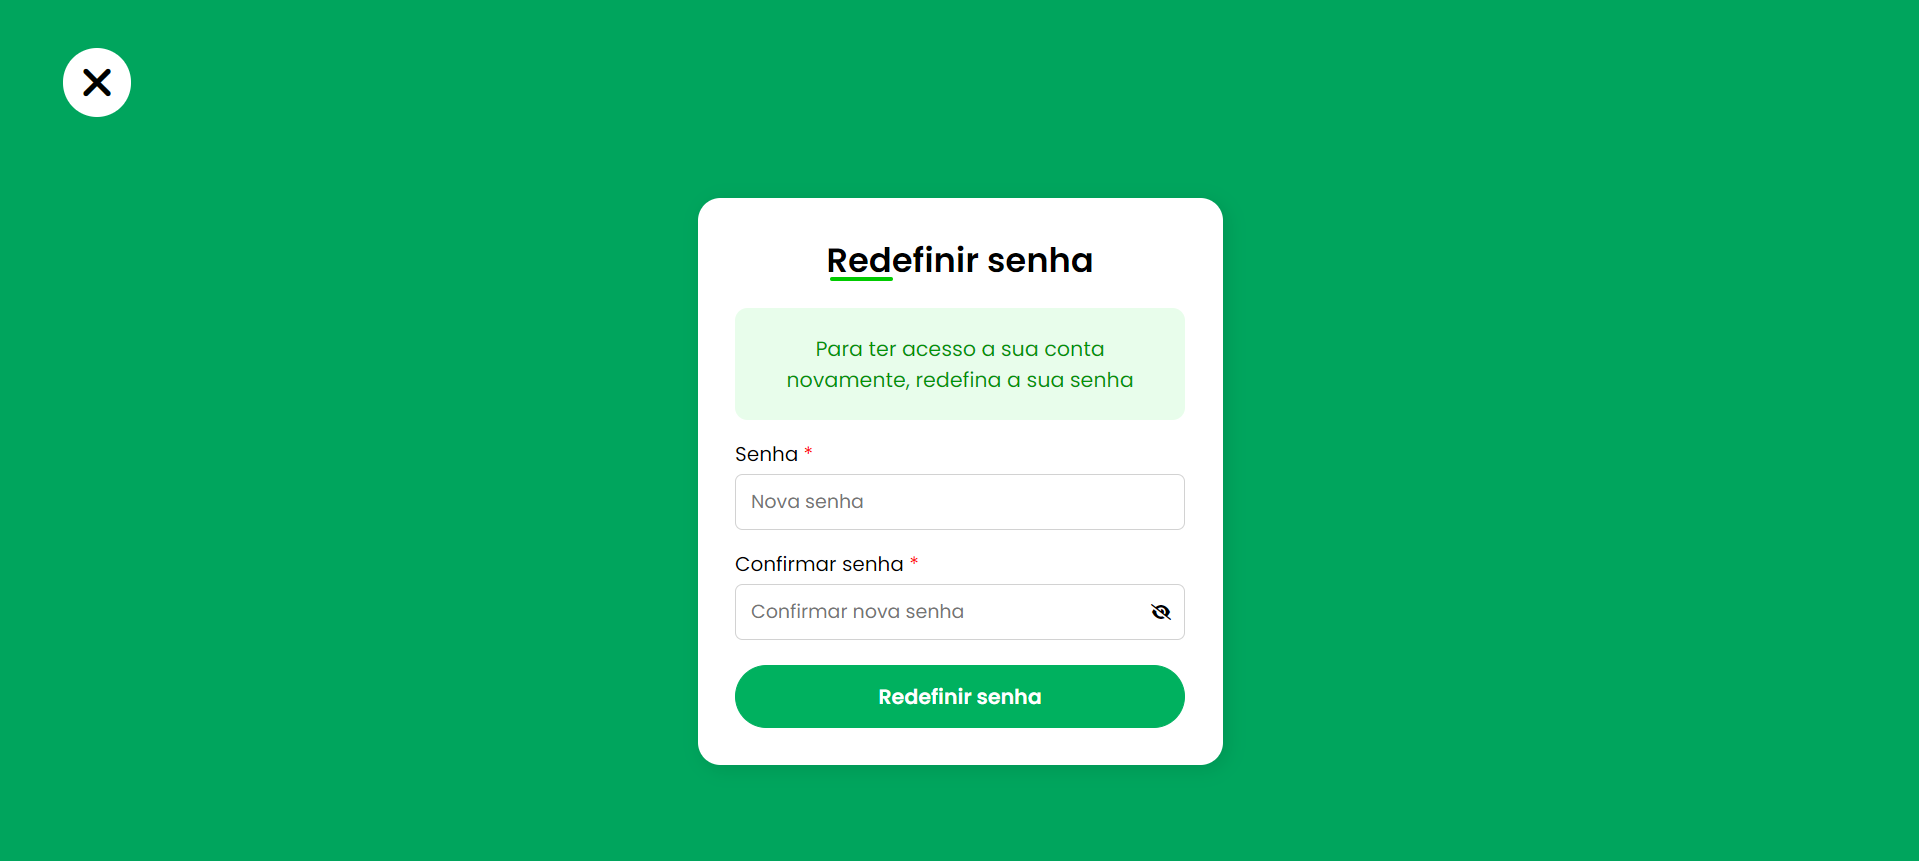 Redefinir senha
Para ter acesso a sua conta
novamente, redefina a sua senha
Senha *
Nova senha
Confirmar senha *
Confirmar nova senha
Redefinir senha